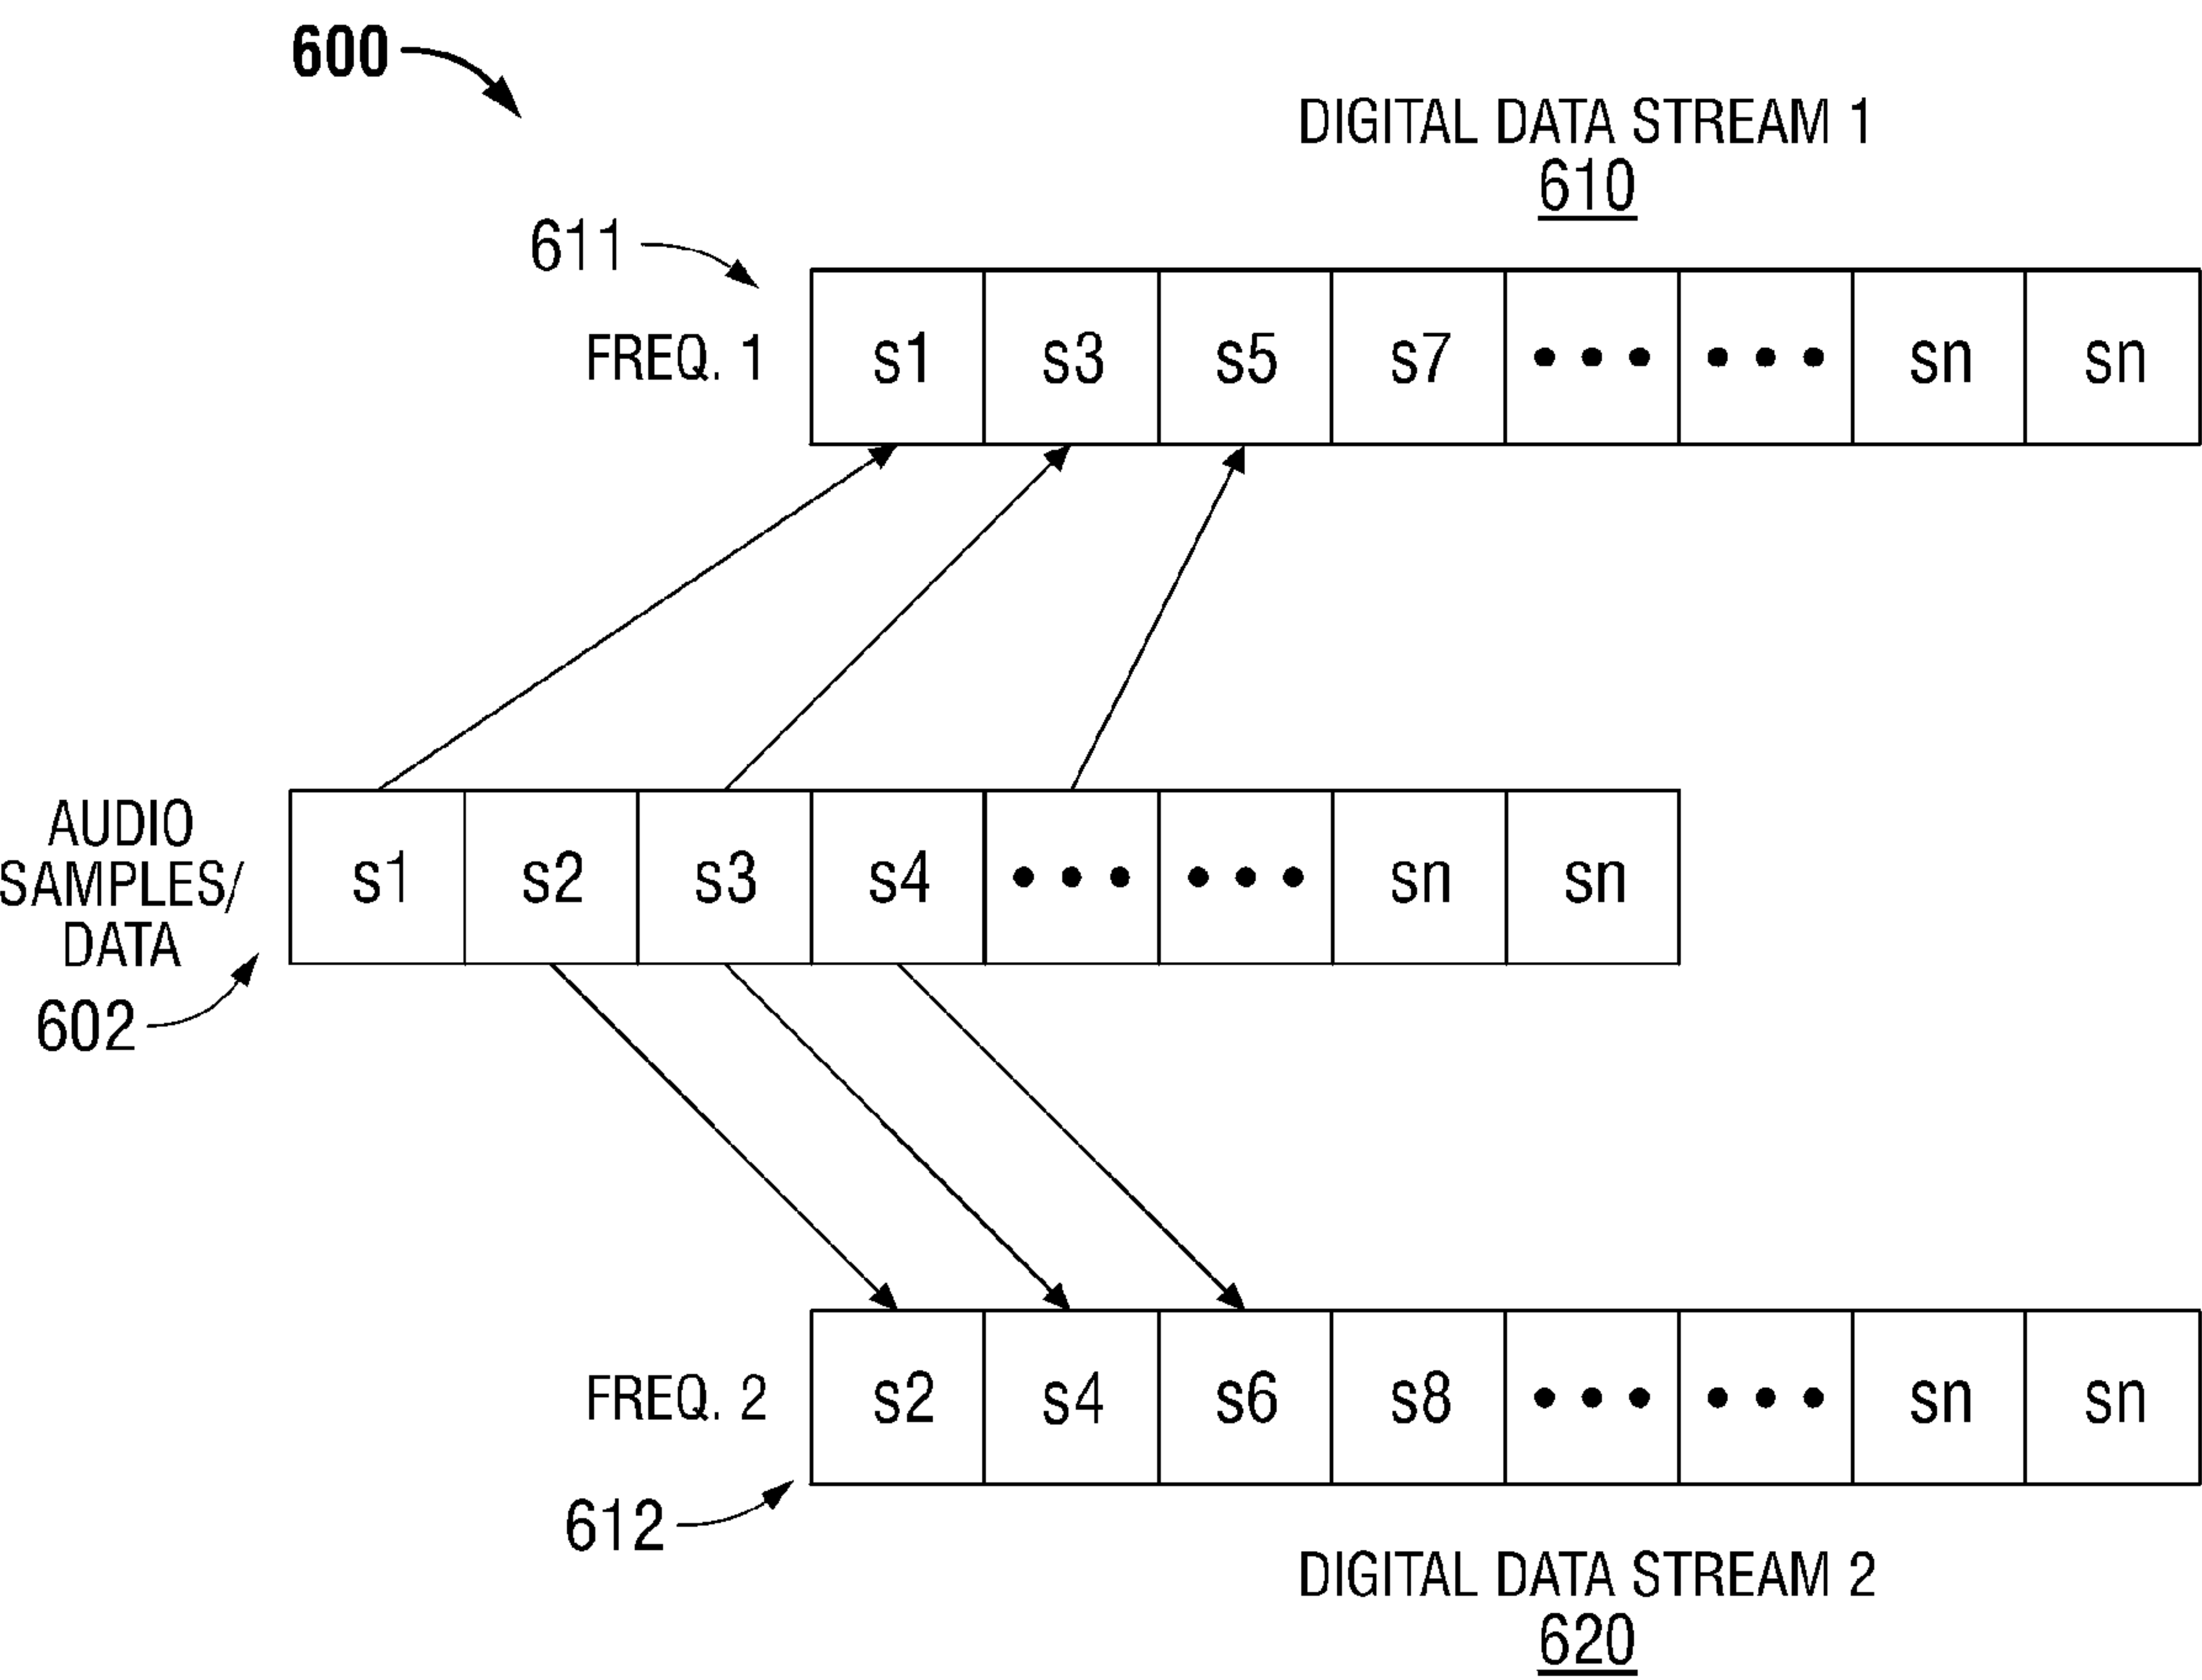 600
DIGITAL DATA STREAM 1
610
611
FREQ. 1
s1 s3 s5 s7 ••• ••• sn sn
AUDIO
SAMPLES/
DATA
s1 s2 s3 s4 ••• ••• sn sn
602
FREQ. 2
s2 s4 s6 s8 ••• ••• sn sn
612
DIGITAL DATA STREAM 2
620